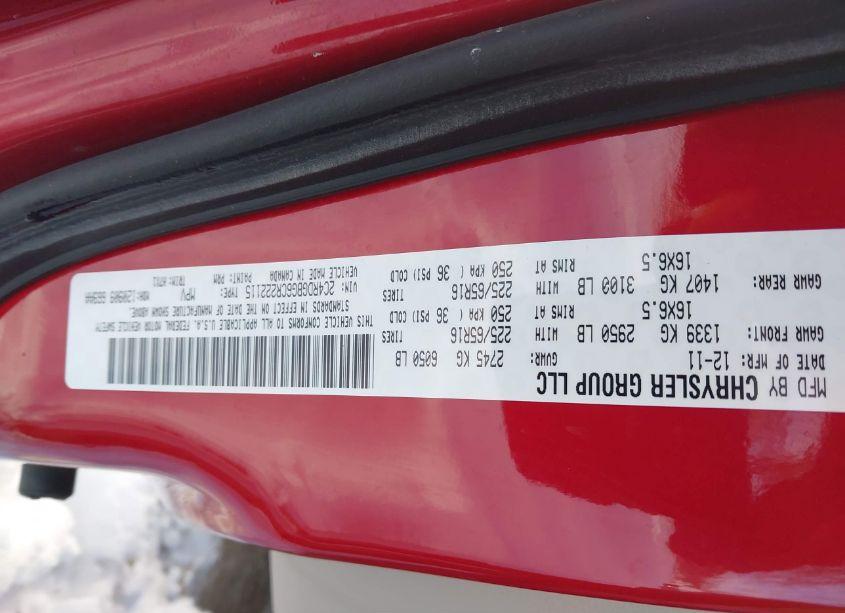 MFD BY CHRYSLER GROUP LLC
DATE OF MFR: 12-11 GVWR: 2745 KG 6050 LB
GAWR FRONT: 1339 KG 2950 LB WITH 225/65R16 TIRES
16X6.5 RIMS AT 250 KPA ( 36 PSI) COLD
GAWR REAR: 1407 KG 3100 LB WITH 225/65R16 TIRES
16X6.5 RIMS AT 250 KPA ( 36 PSI) COLD
THIS VEHICLE CONFORMS TO ALL APPLICABLE U.S.A. FEDERAL MOTOR VEHICLE SAFETY
STANDARDS IN EFFECT ON THE DATE OF MANUFACTURE SHOWN ABOVE
VIN: 2C4RDGBG6CR222115 TYPE: MPV
VEHICLE MADE IN CANADA PAINT: PRM TRIM: